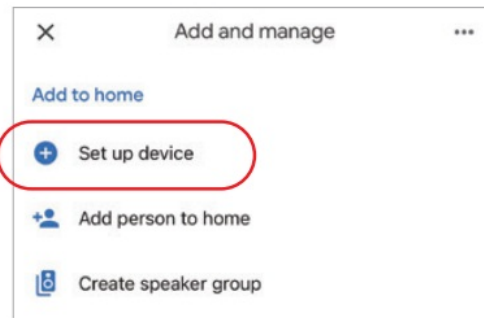 Add and manage
Add to home
Set up device
Add person to home
Create speaker group